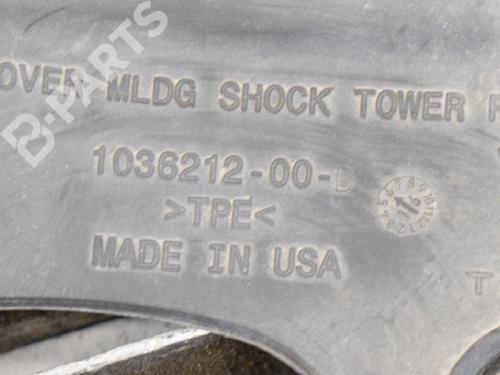 B-PARTS
OVER MLDG SHOCK TOWER
1036212-00-D
>TPE<
MADE IN USA
T